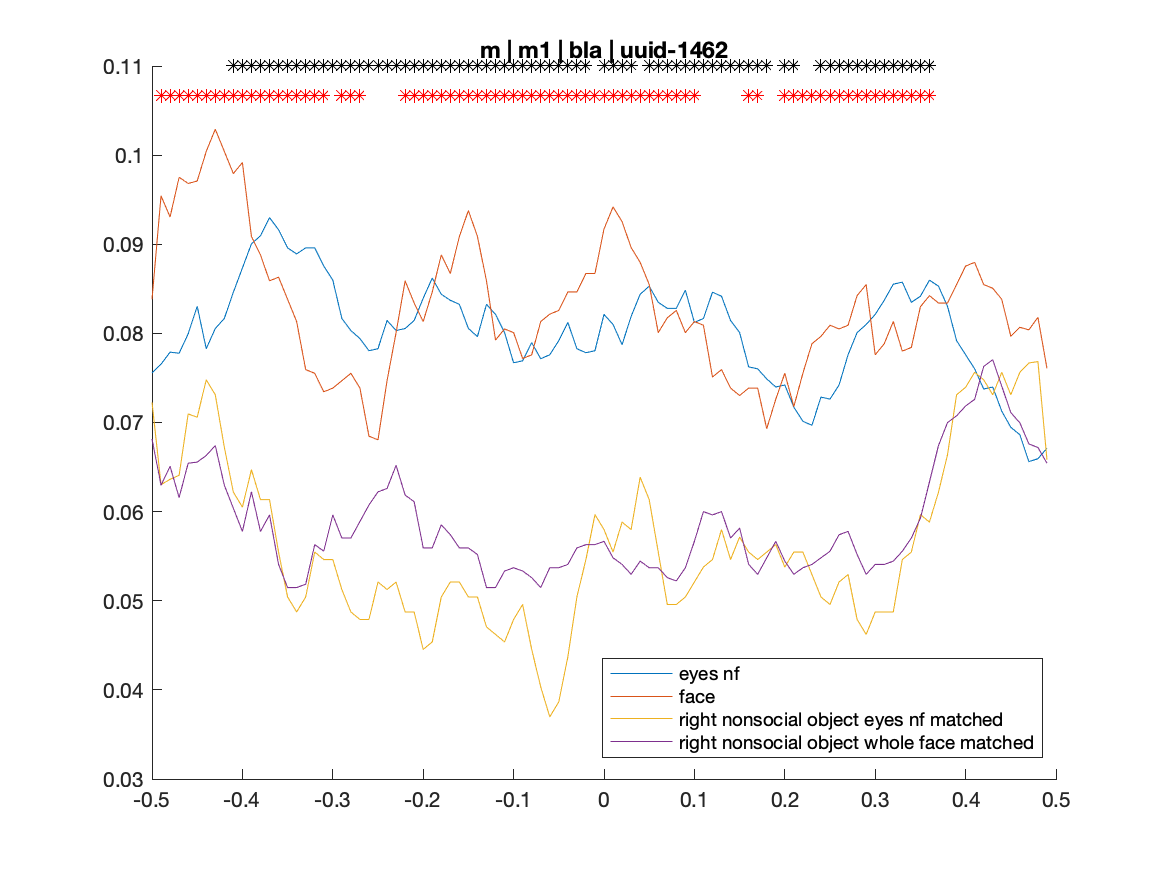 m | m1 | bla | uuid-1462
0.11
0.1
0.09
0.08
0.07
0.06
0.05
0.04
0.03
eyes nf
face
right nonsocial object eyes nf matched
right nonsocial object whole face matched
-0.5 -0.4 -0.3 -0.2 -0.1 0 0.1 0.2 0.3 0.4 0.5